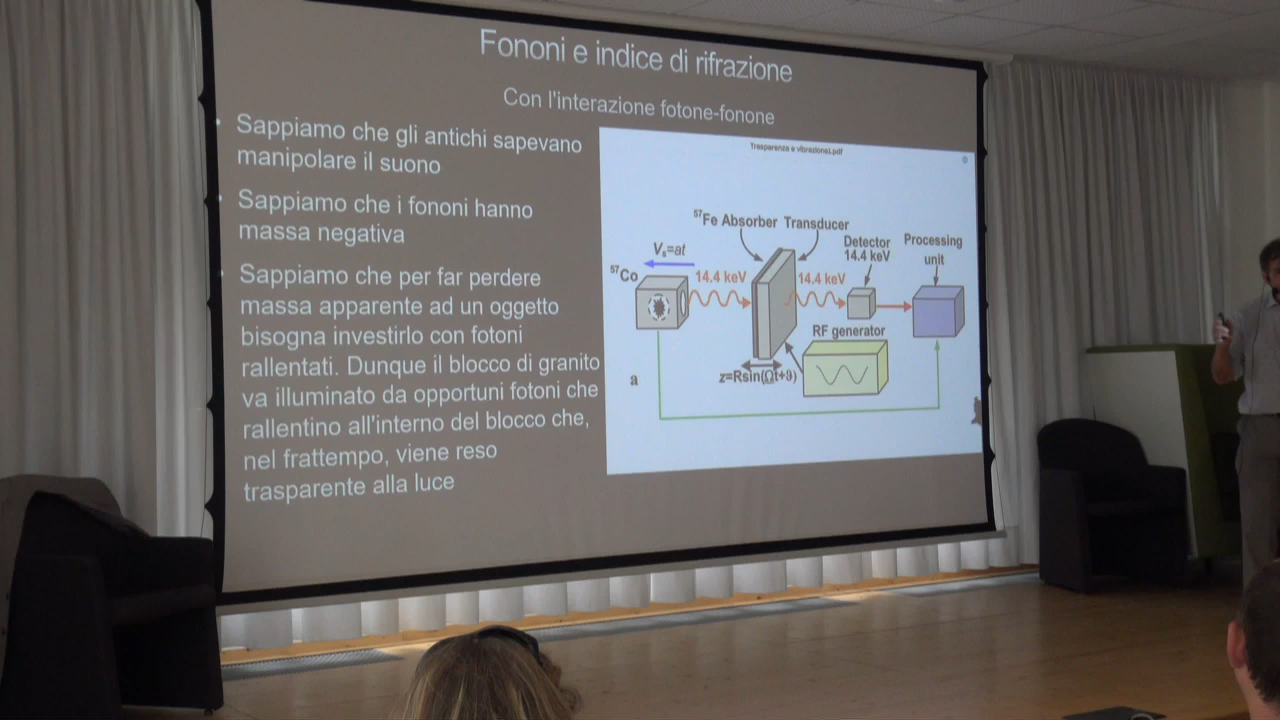 Fononi e indice di rifrazione
Con l'interazione fotone-fonone
Sappiamo che gli antichi sapevano
manipolare il suono
Sappiamo che i fononi hanno
massa negativa
Sappiamo che per far perdere
massa apparente ad un oggetto
bisogna investirlo con fotoni
rallentati. Dunque il blocco di granito
va illuminato da opportuni fotoni che
rallentino all'interno del blocco che,
nel frattempo, viene reso
trasparente alla luce
Trasparenza e vibrazione1.pdf
⁵⁷Fe Absorber Transducer
Detector
14.4 keV
Processing
unit
Vₛ=at
⁵⁷Co
14.4 keV
14.4 keV
RF generator
z=Rsin(Ωt+ϑ)
a